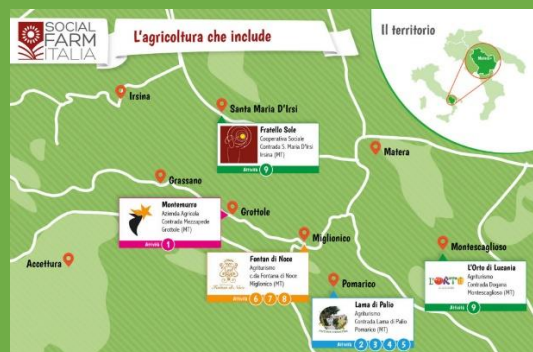 SOCIAL
FARM
ITALIA
L'agricoltura che include
Il territorio
Matera
Irsina
Santa Maria D'Irsi
Fratello Sole
Cooperativa Sociale
Contrada S. Maria D'Irsi
Irsina (MT)
Attività 9
Matera
Grassano
Montemurro
Azienda Agricola
Contrada Mezzapede
Grottole (MT)
Attività 1
Grottole
Miglionico
Accettura
Fontan di Noce
Agriturismo
c.da Fontana di Noce
Miglionico (MT)
Attività 6 7 8
Pomarico
Lama di Palio
Agriturismo
Contrada Lama di Palio
Pomarico (MT)
Attività 2 3 4 5
Montescaglioso
L'ORTO
L'Orto di Lucania
Agriturismo
Contrada Dogana
Montescaglioso (MT)
Attività 9